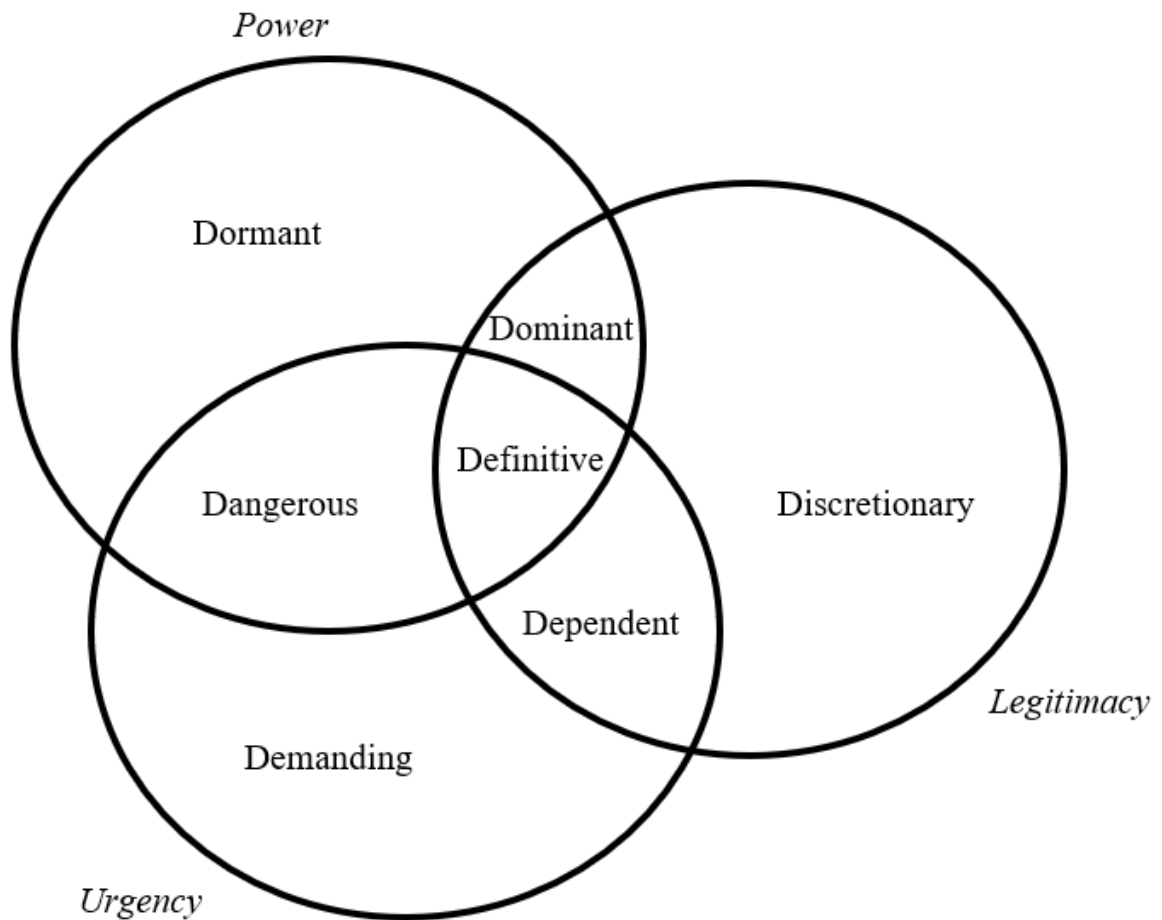 Power
Dormant
Dominant
Definitive
Dangerous
Discretionary
Dependent
Legitimacy
Demanding
Urgency